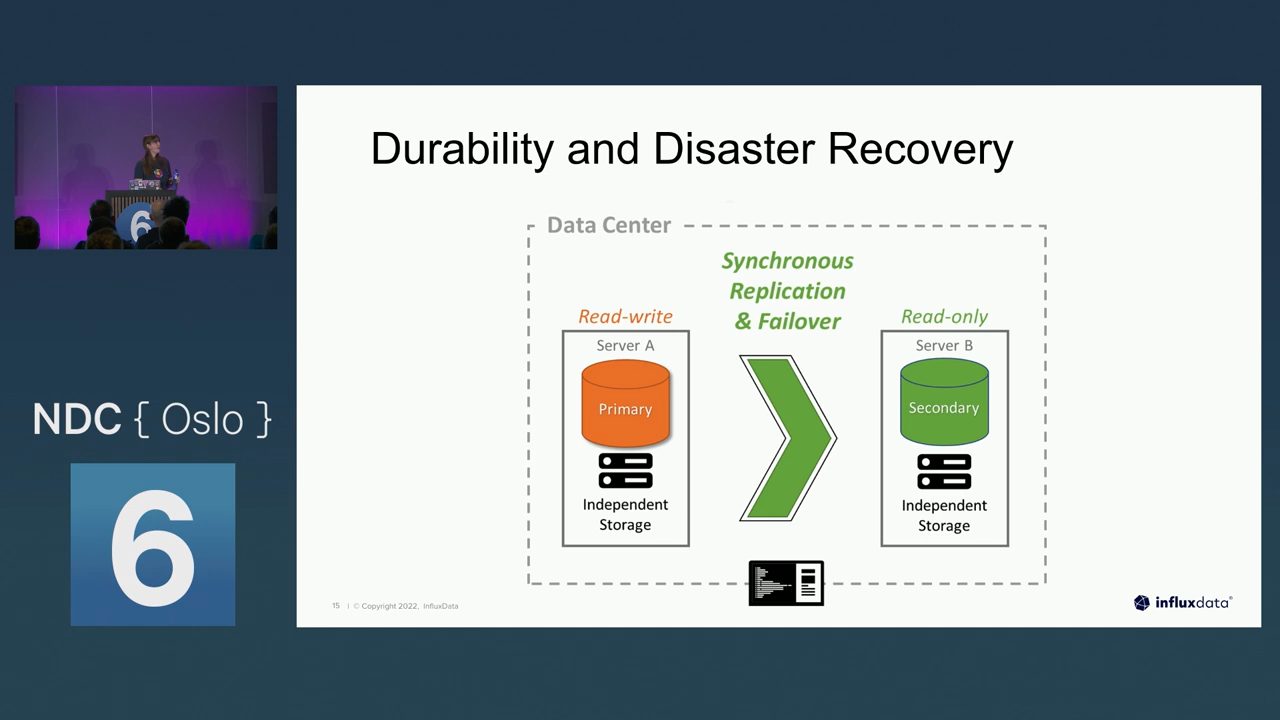 Durability and Disaster Recovery
Data Center
Synchronous
Replication
& Failover
Read-write
Server A
Primary
Independent
Storage
Read-only
Server B
Secondary
Independent
Storage
15 | © Copyright 2022, InfluxData
influxdata®
6
NDC { Oslo }
6